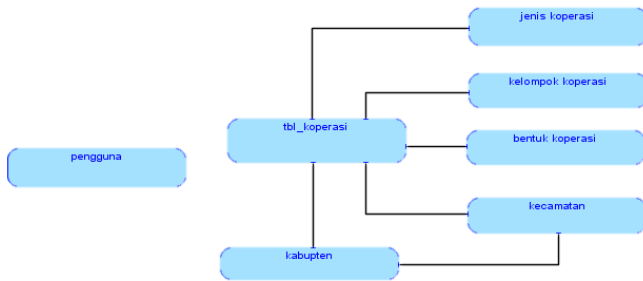 jenis koperasi
kelompok koperasi
tbl_koperasi
bentuk koperasi
pengguna
kecamatan
kabupten